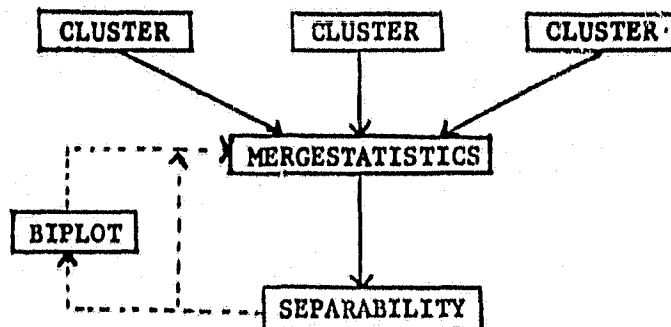 CLUSTER CLUSTER CLUSTER
MERGESTATISTICS
BIPLOT
SEPARABILITY